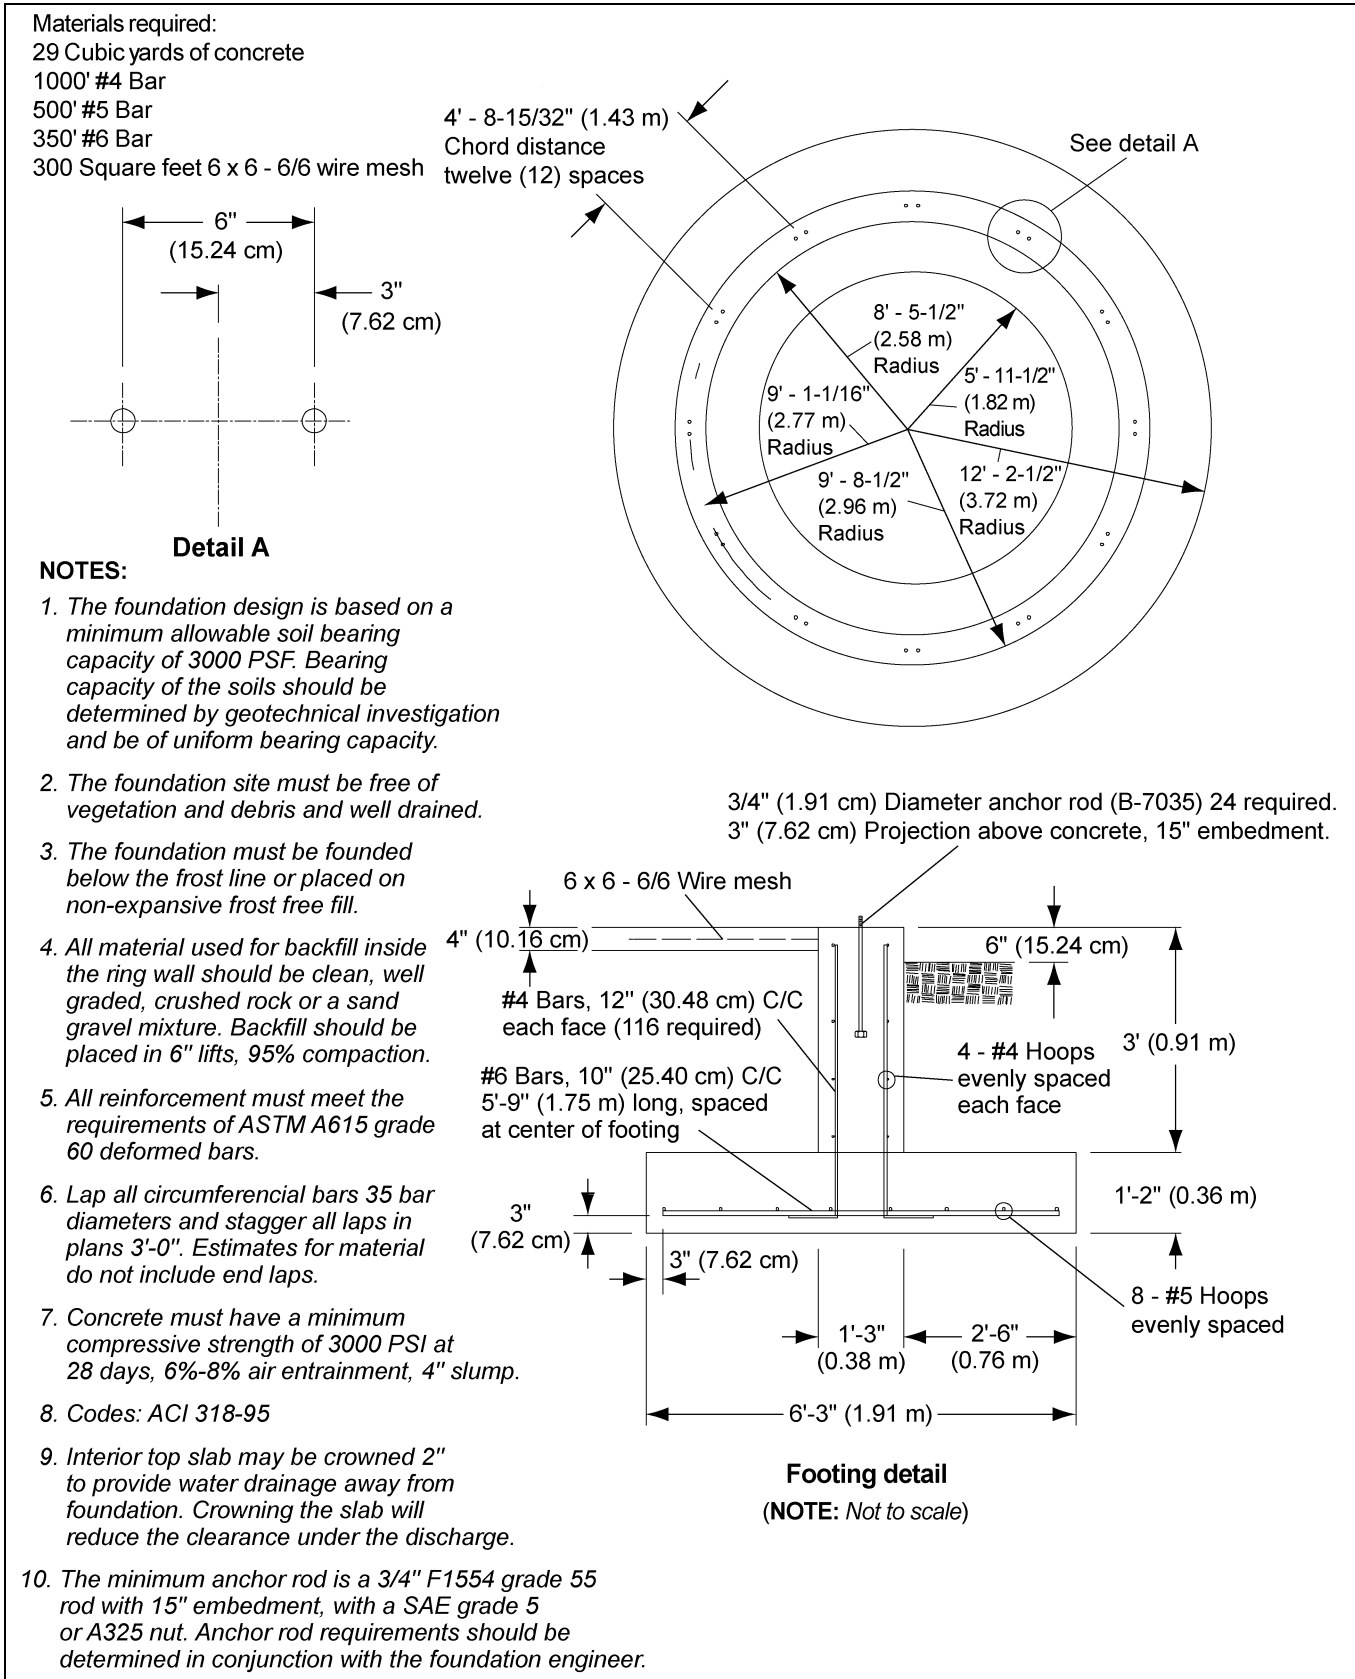 Materials required:
29 Cubic yards of concrete
1000' #4 Bar
500' #5 Bar
350' #6 Bar
300 Square feet 6 x 6 - 6/6 wire mesh
4' - 8-15/32" (1.43 m)
Chord distance
twelve (12) spaces
See detail A
6"
(15.24 cm)
3"
(7.62 cm)
Detail A
8' - 5-1/2"
(2.58 m)
Radius
5' - 11-1/2"
(1.82 m)
Radius
9' - 1-1/16"
(2.77 m)
Radius
9' - 8-1/2"
(2.96 m)
Radius
12' - 2-1/2"
(3.72 m)
Radius
NOTES:
1. The foundation design is based on a
minimum allowable soil bearing
capacity of 3000 PSF. Bearing
capacity of the soils should be
determined by geotechnical investigation
and be of uniform bearing capacity.
2. The foundation site must be free of
vegetation and debris and well drained.
3. The foundation must be founded
below the frost line or placed on
non-expansive frost free fill.
4. All material used for backfill inside
the ring wall should be clean, well
graded, crushed rock or a sand
gravel mixture. Backfill should be
placed in 6" lifts, 95% compaction.
5. All reinforcement must meet the
requirements of ASTM A615 grade
60 deformed bars.
6. Lap all circumferencial bars 35 bar
diameters and stagger all laps in
plans 3'-0". Estimates for material
do not include end laps.
7. Concrete must have a minimum
compressive strength of 3000 PSI at
28 days, 6%-8% air entrainment, 4" slump.
8. Codes: ACI 318-95
9. Interior top slab may be crowned 2"
to provide water drainage away from
foundation. Crowning the slab will
reduce the clearance under the discharge.
10. The minimum anchor rod is a 3/4" F1554 grade 55
rod with 15" embedment, with a SAE grade 5
or A325 nut. Anchor rod requirements should be
determined in conjunction with the foundation engineer.
3/4" (1.91 cm) Diameter anchor rod (B-7035) 24 required.
3" (7.62 cm) Projection above concrete, 15" embedment.
6 x 6 - 6/6 Wire mesh
4" (10.16 cm)
6" (15.24 cm)
#4 Bars, 12" (30.48 cm) C/C
each face (116 required)
3' (0.91 m)
4 - #4 Hoops
evenly spaced
each face
#6 Bars, 10" (25.40 cm) C/C
5'-9" (1.75 m) long, spaced
at center of footing
1'-2" (0.36 m)
3"
(7.62 cm)
3" (7.62 cm)
8 - #5 Hoops
evenly spaced
1'-3"
(0.38 m)
2'-6"
(0.76 m)
6'-3" (1.91 m)
Footing detail
(NOTE: Not to scale)